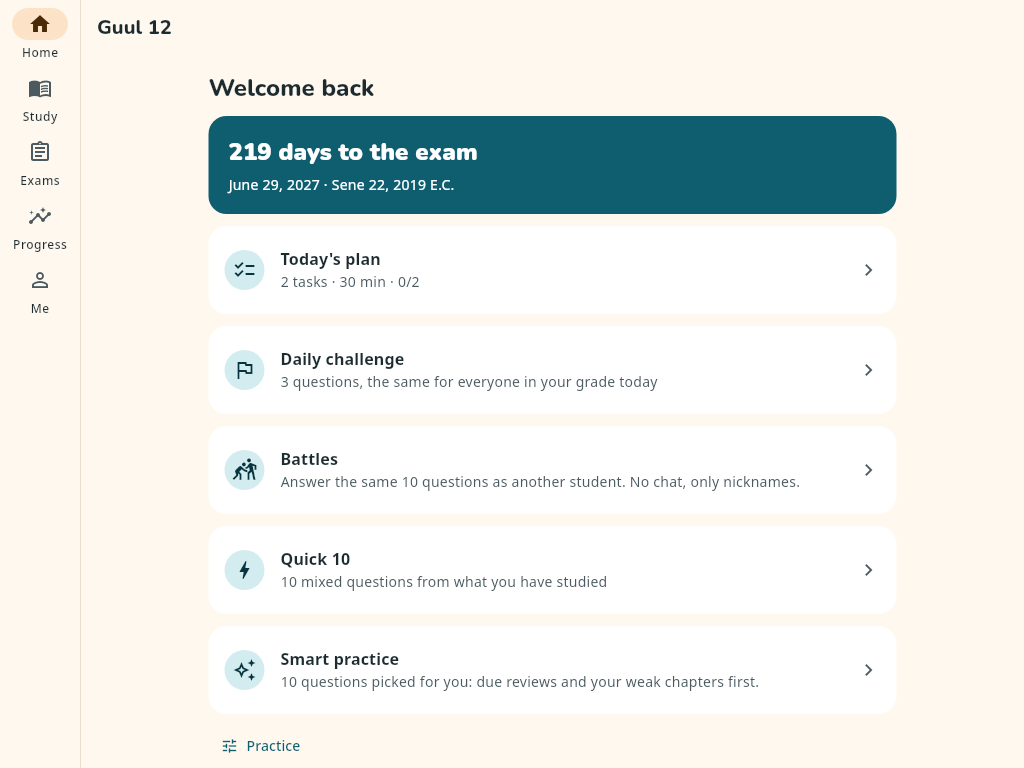 Guul 12
Home
Study
Exams
Progress
Me
Welcome back
219 days to the exam
June 29, 2027 · Sene 22, 2019 E.C.
Today's plan
2 tasks · 30 min · 0/2
Daily challenge
3 questions, the same for everyone in your grade today
Battles
Answer the same 10 questions as another student. No chat, only nicknames.
Quick 10
10 mixed questions from what you have studied
Smart practice
10 questions picked for you: due reviews and your weak chapters first.
Practice